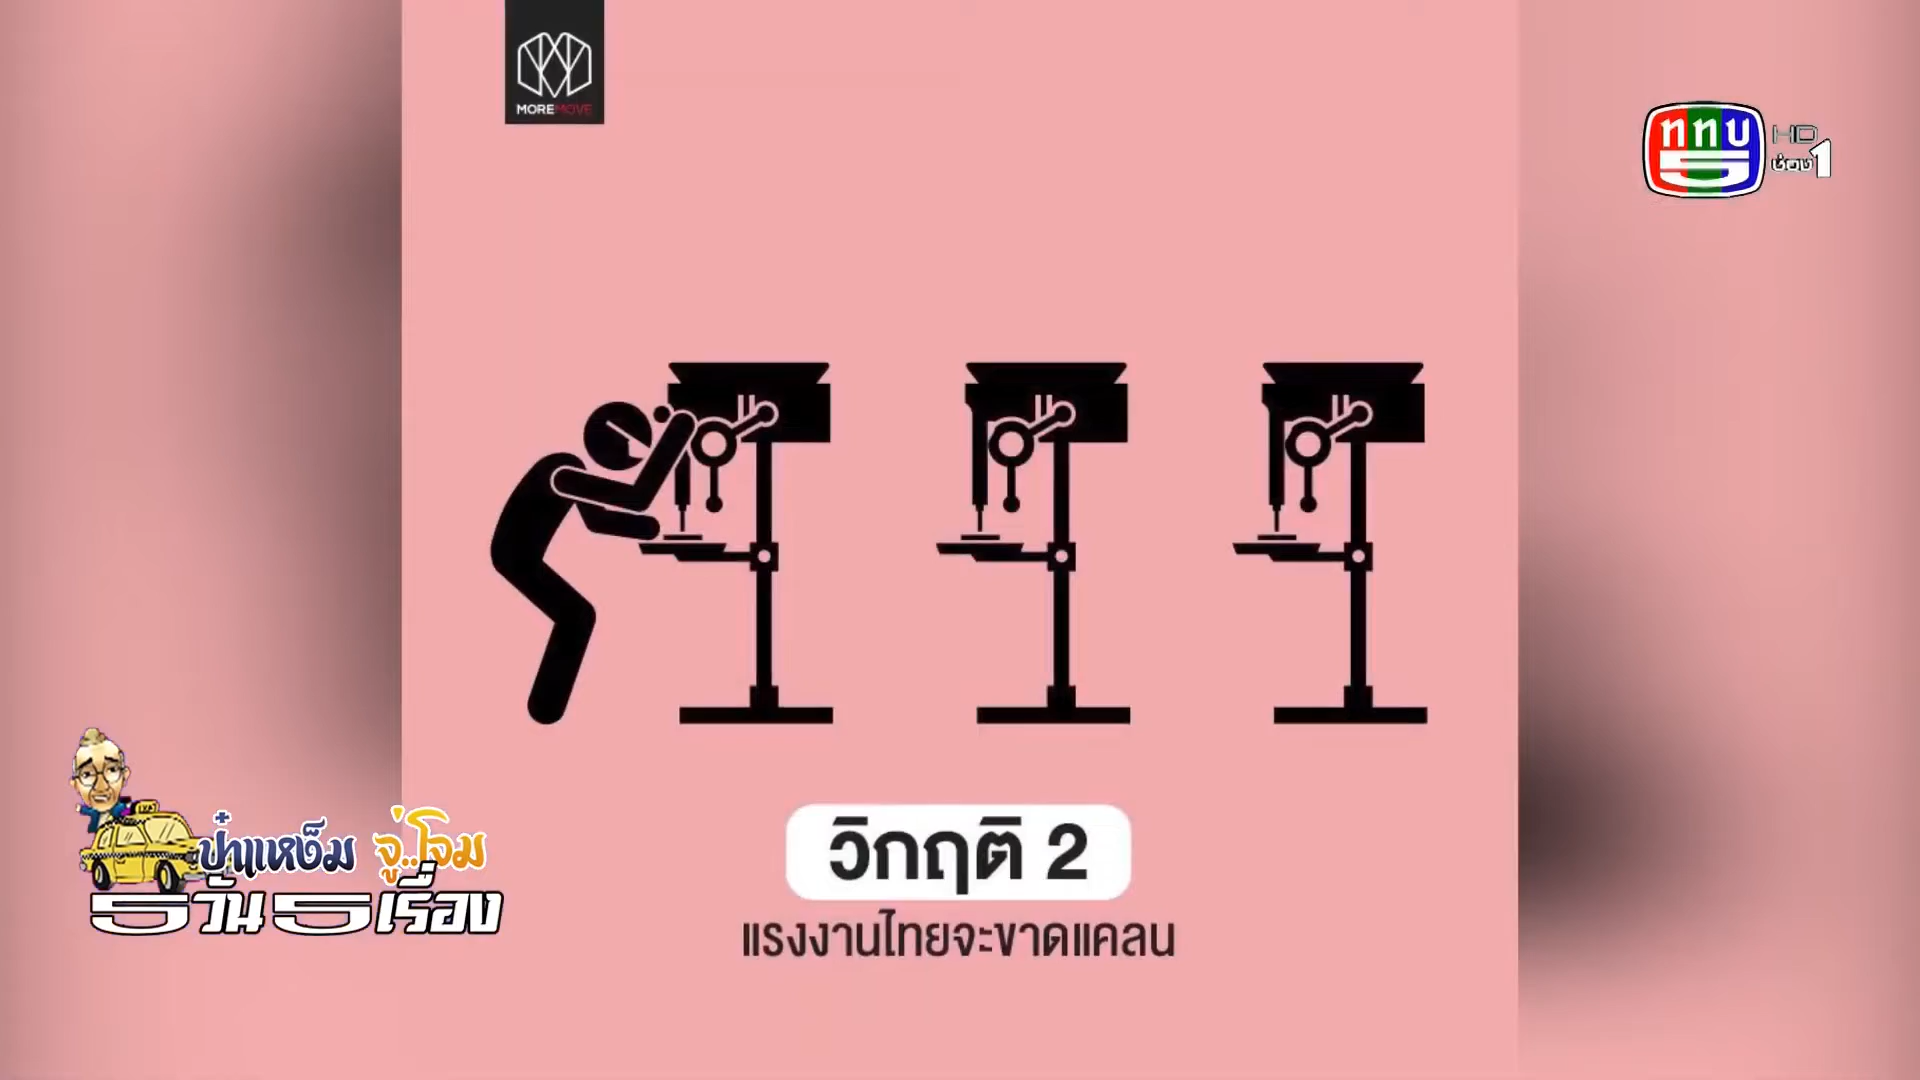 MOREMOVE
ททบ
5
HD
ช่อง1
วิกฤติ 2
แรงงานไทยจะขาดแคลน
ป๋าแหง็ม จู่..โจม
5วัน5เรื่อง